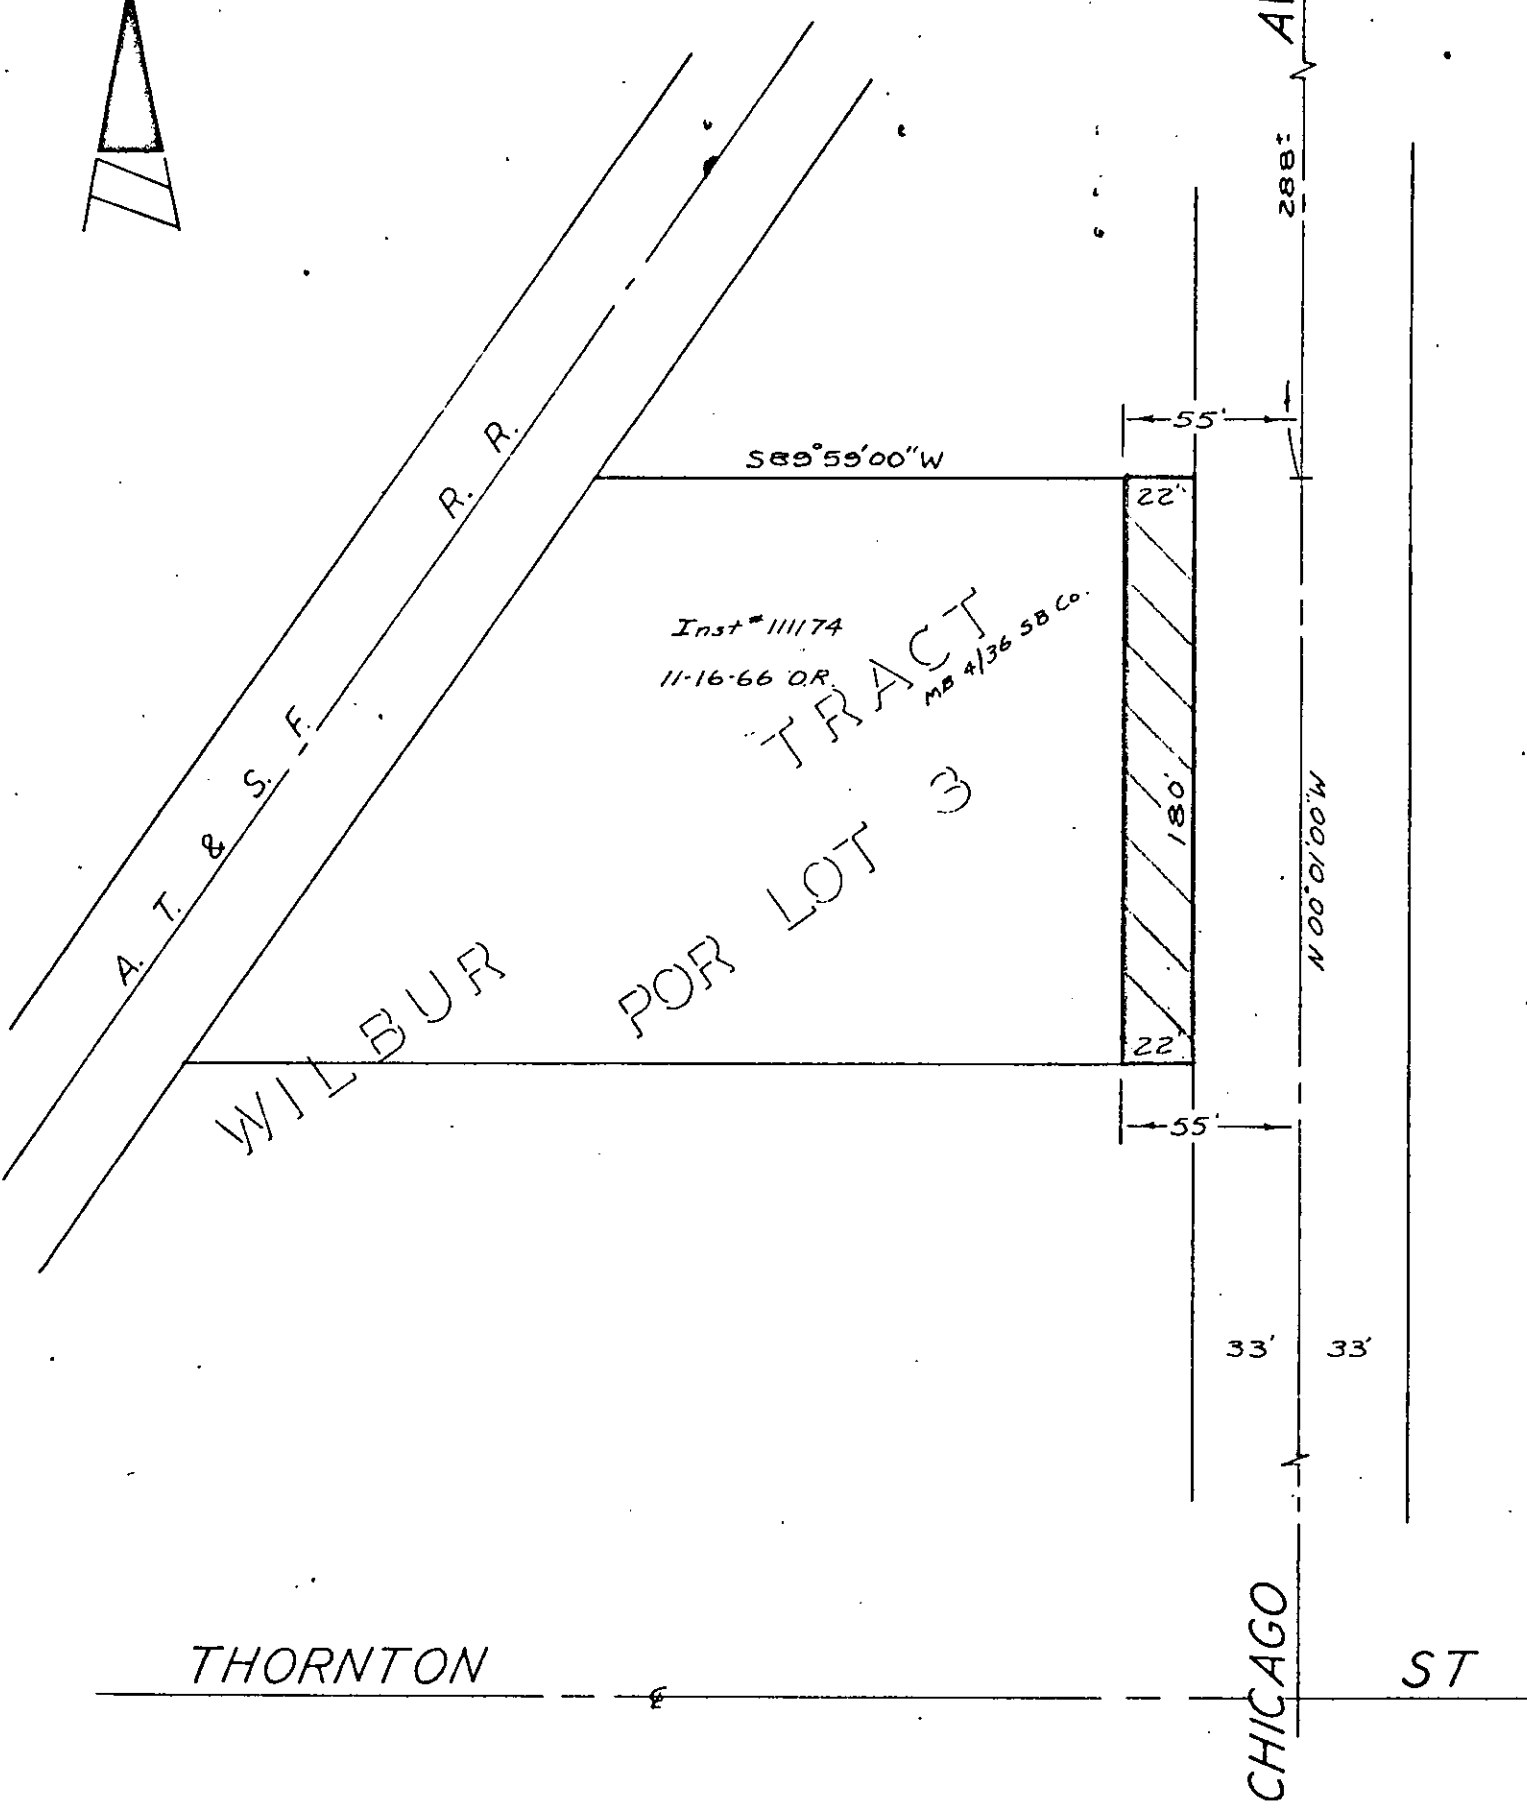 288±
55'
S89°59'00"W
22'
Inst # 111174
11-16-66 O.R.
TRACT
MB 4/36 SB Co.
A. T. & S. F. R. R.
180'
N 00°10'00"W.
WILBUR
POR LOT 3
22'
55'
33' 33'
THORNTON ST
CHICAGO